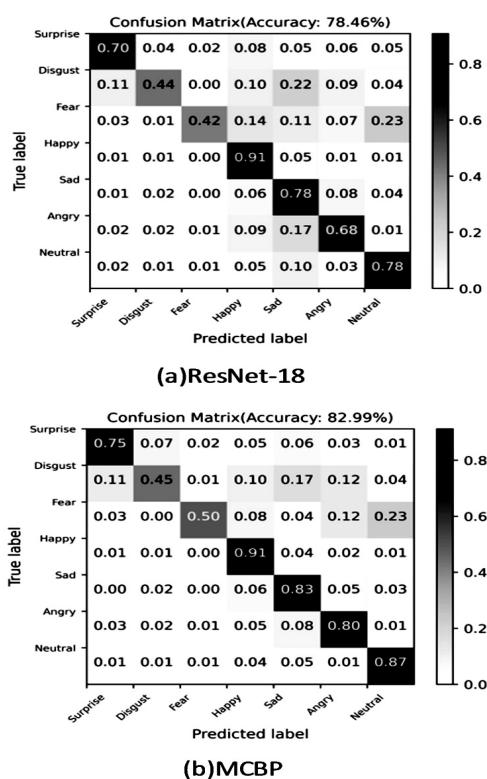 Confusion Matrix(Accuracy: 78.46%)
Surprise
0.70 0.04 0.02 0.08 0.05 0.06 0.05
Disgust
0.11 0.44 0.00 0.10 0.22 0.09 0.04
Fear
0.03 0.01 0.42 0.14 0.11 0.07 0.23
Happy
0.01 0.01 0.00 0.91 0.05 0.01 0.01
Sad
0.01 0.02 0.00 0.06 0.78 0.08 0.04
Angry
0.02 0.02 0.01 0.09 0.17 0.68 0.01
Neutral
0.02 0.01 0.01 0.05 0.10 0.03 0.78
True label
Surprise Disgust Fear Happy Sad Angry Neutral
Predicted label
0.8
0.6
0.4
0.2
0.0
(a)ResNet-18
Confusion Matrix(Accuracy: 82.99%)
Surprise
0.75 0.07 0.02 0.05 0.06 0.03 0.01
Disgust
0.11 0.45 0.01 0.10 0.17 0.12 0.04
Fear
0.03 0.00 0.50 0.08 0.04 0.12 0.23
Happy
0.01 0.01 0.00 0.91 0.04 0.02 0.01
Sad
0.00 0.02 0.00 0.06 0.83 0.05 0.03
Angry
0.03 0.02 0.01 0.05 0.08 0.80 0.01
Neutral
0.01 0.01 0.01 0.04 0.05 0.01 0.87
True label
Surprise Disgust Fear Happy Sad Angry Neutral
Predicted label
0.8
0.6
0.4
0.2
0.0
(b)MCBP